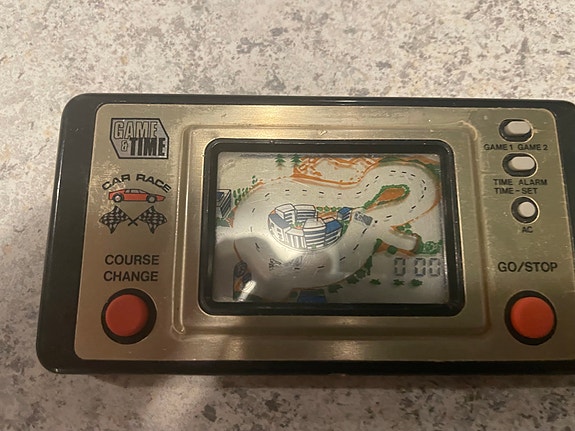 GAME
& TIME
CAR RACE
COURSE
CHANGE
GAME 1 GAME 2
TIME ALARM
TIME-SET
AC
GO/STOP
0 00